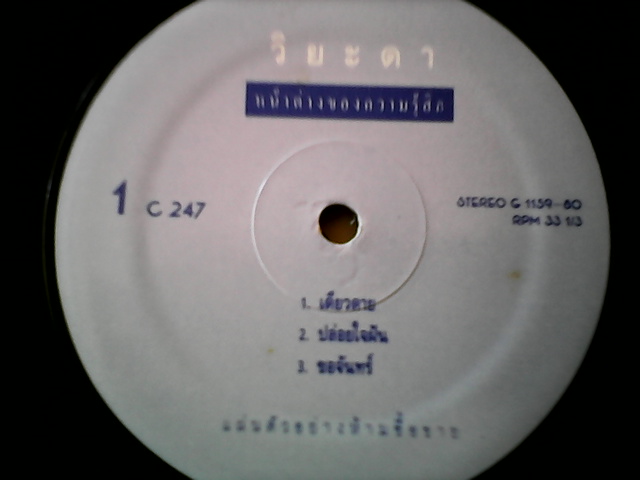 วิยะดา
หน้าต่างของความรู้สึก
1 C 247
STEREO G 1159-60
RPM 33 1/3
1. เดียวดาย
2. ปล่อยใจฝัน
3. ขอจันทร์
แผ่นตัวอย่างห้ามซื้อขาย